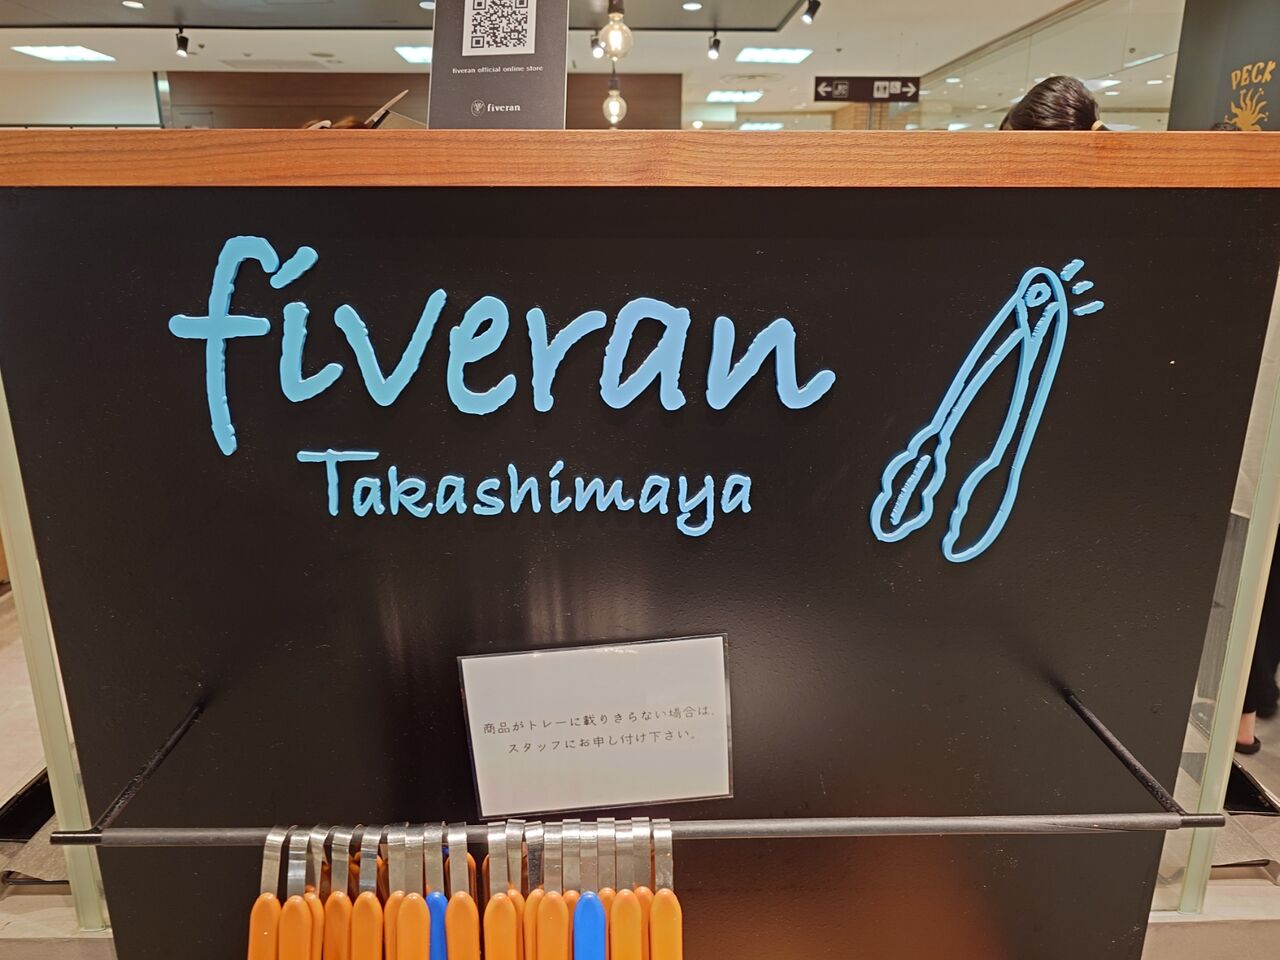 fiveran official online store
fiveran
PECK
fiveran
Takashimaya
商品がトレーに載りきらない場合は、
スタッフにお申し付け下さい。